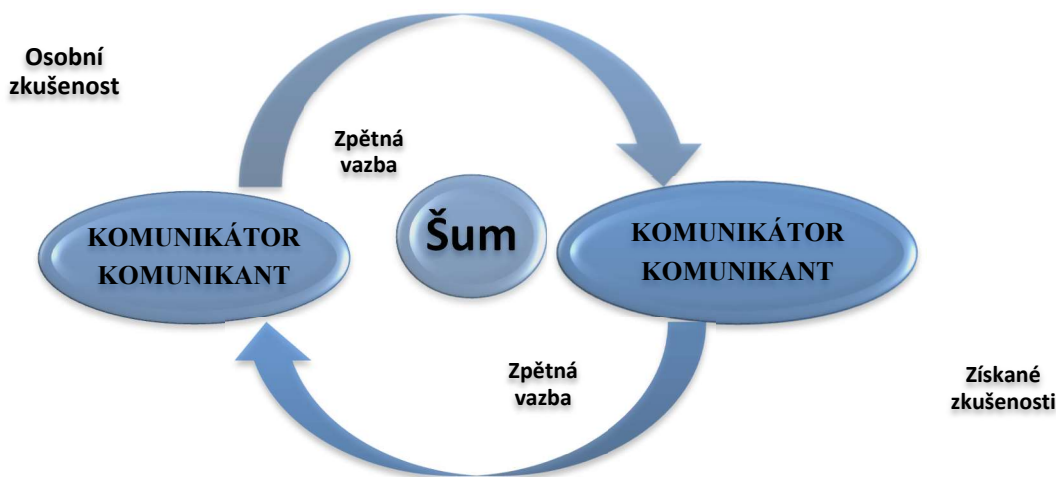 Osobní
zkušenost
Zpětná
vazba
KOMUNIKÁTOR
KOMUNIKANT
Šum
KOMUNIKÁTOR
KOMUNIKANT
Zpětná
vazba
Získané
zkušenosti